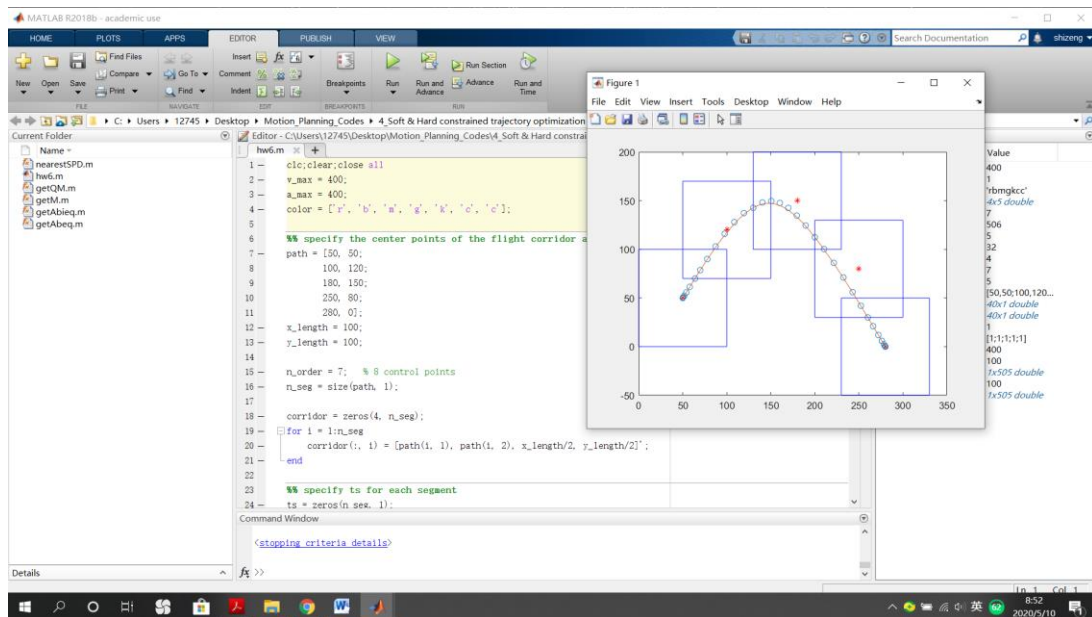 MATLAB R2018b - academic use
HOME PLOTS APPS EDITOR PUBLISH VIEW
Search Documentation shizeng
New Open Save Find Files Compare Print Go To Find Insert Comment Indent fx Breakpoints Run Run and Advance Run Section Advance Run and Time
FILE NAVIGATE EDIT BREAKPOINTS RUN
C: Users 12745 Desktop Motion_Planning_Codes 4_Soft & Hard constrained trajectory optimization
Current Folder
Name
nearestSPD.m
hw6.m
getQM.m
getM.m
getAbieq.m
getAbeq.m
Details
Editor - C:\Users\12745\Desktop\Motion_Planning_Codes\4_Soft & Hard constrai
hw6.m
1 clc;clear;close all
2 v_max = 400;
3 a_max = 400;
4 color = ['r', 'b', 'm', 'g', 'k', 'c', 'c'];
5
6 %% specify the center points of the flight corridor a
7 path = [50, 50;
8 100, 120;
9 180, 150;
10 250, 80;
11 280, 0];
12 x_length = 100;
13 y_length = 100;
14
15 n_order = 7; % 8 control points
16 n_seg = size(path, 1);
17
18 corridor = zeros(4, n_seg);
19 for i = 1:n_seg
20 corridor(:, i) = [path(i, 1), path(i, 2), x_length/2, y_length/2]';
21 end
22
23 %% specify ts for each segment
24 ts = zeros(n_seg, 1);
Command Window
<stopping criteria details>
fx >>
Figure 1
File Edit View Insert Tools Desktop Window Help
200
150
100
50
0
-50
0 50 100 150 200 250 300 350
Value
400
1
'rbmgkcc'
4x5 double
7
506
5
32
4
7
5
[50,50;100,120...
40x1 double
40x1 double
1
[1;1;1;1;1]
400
100
1x505 double
100
1x505 double
Ln 1 Col 1
英
62
8:52
2020/5/10